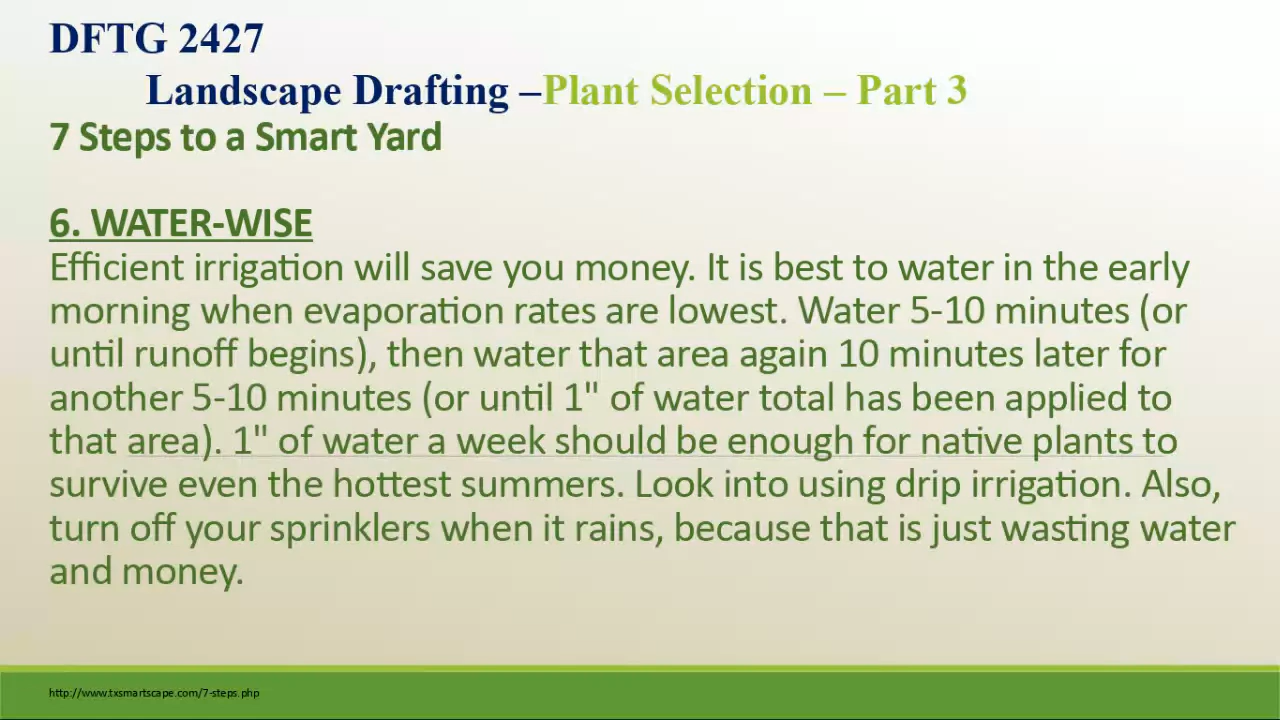 DFTG 2427
Landscape Drafting –Plant Selection – Part 3
7 Steps to a Smart Yard
6. WATER-WISE
Efficient irrigation will save you money. It is best to water in the early
morning when evaporation rates are lowest. Water 5-10 minutes (or
until runoff begins), then water that area again 10 minutes later for
another 5-10 minutes (or until 1" of water total has been applied to
that area). 1" of water a week should be enough for native plants to
survive even the hottest summers. Look into using drip irrigation. Also,
turn off your sprinklers when it rains, because that is just wasting water
and money.
http://www.txsmartscape.com/7-steps.php